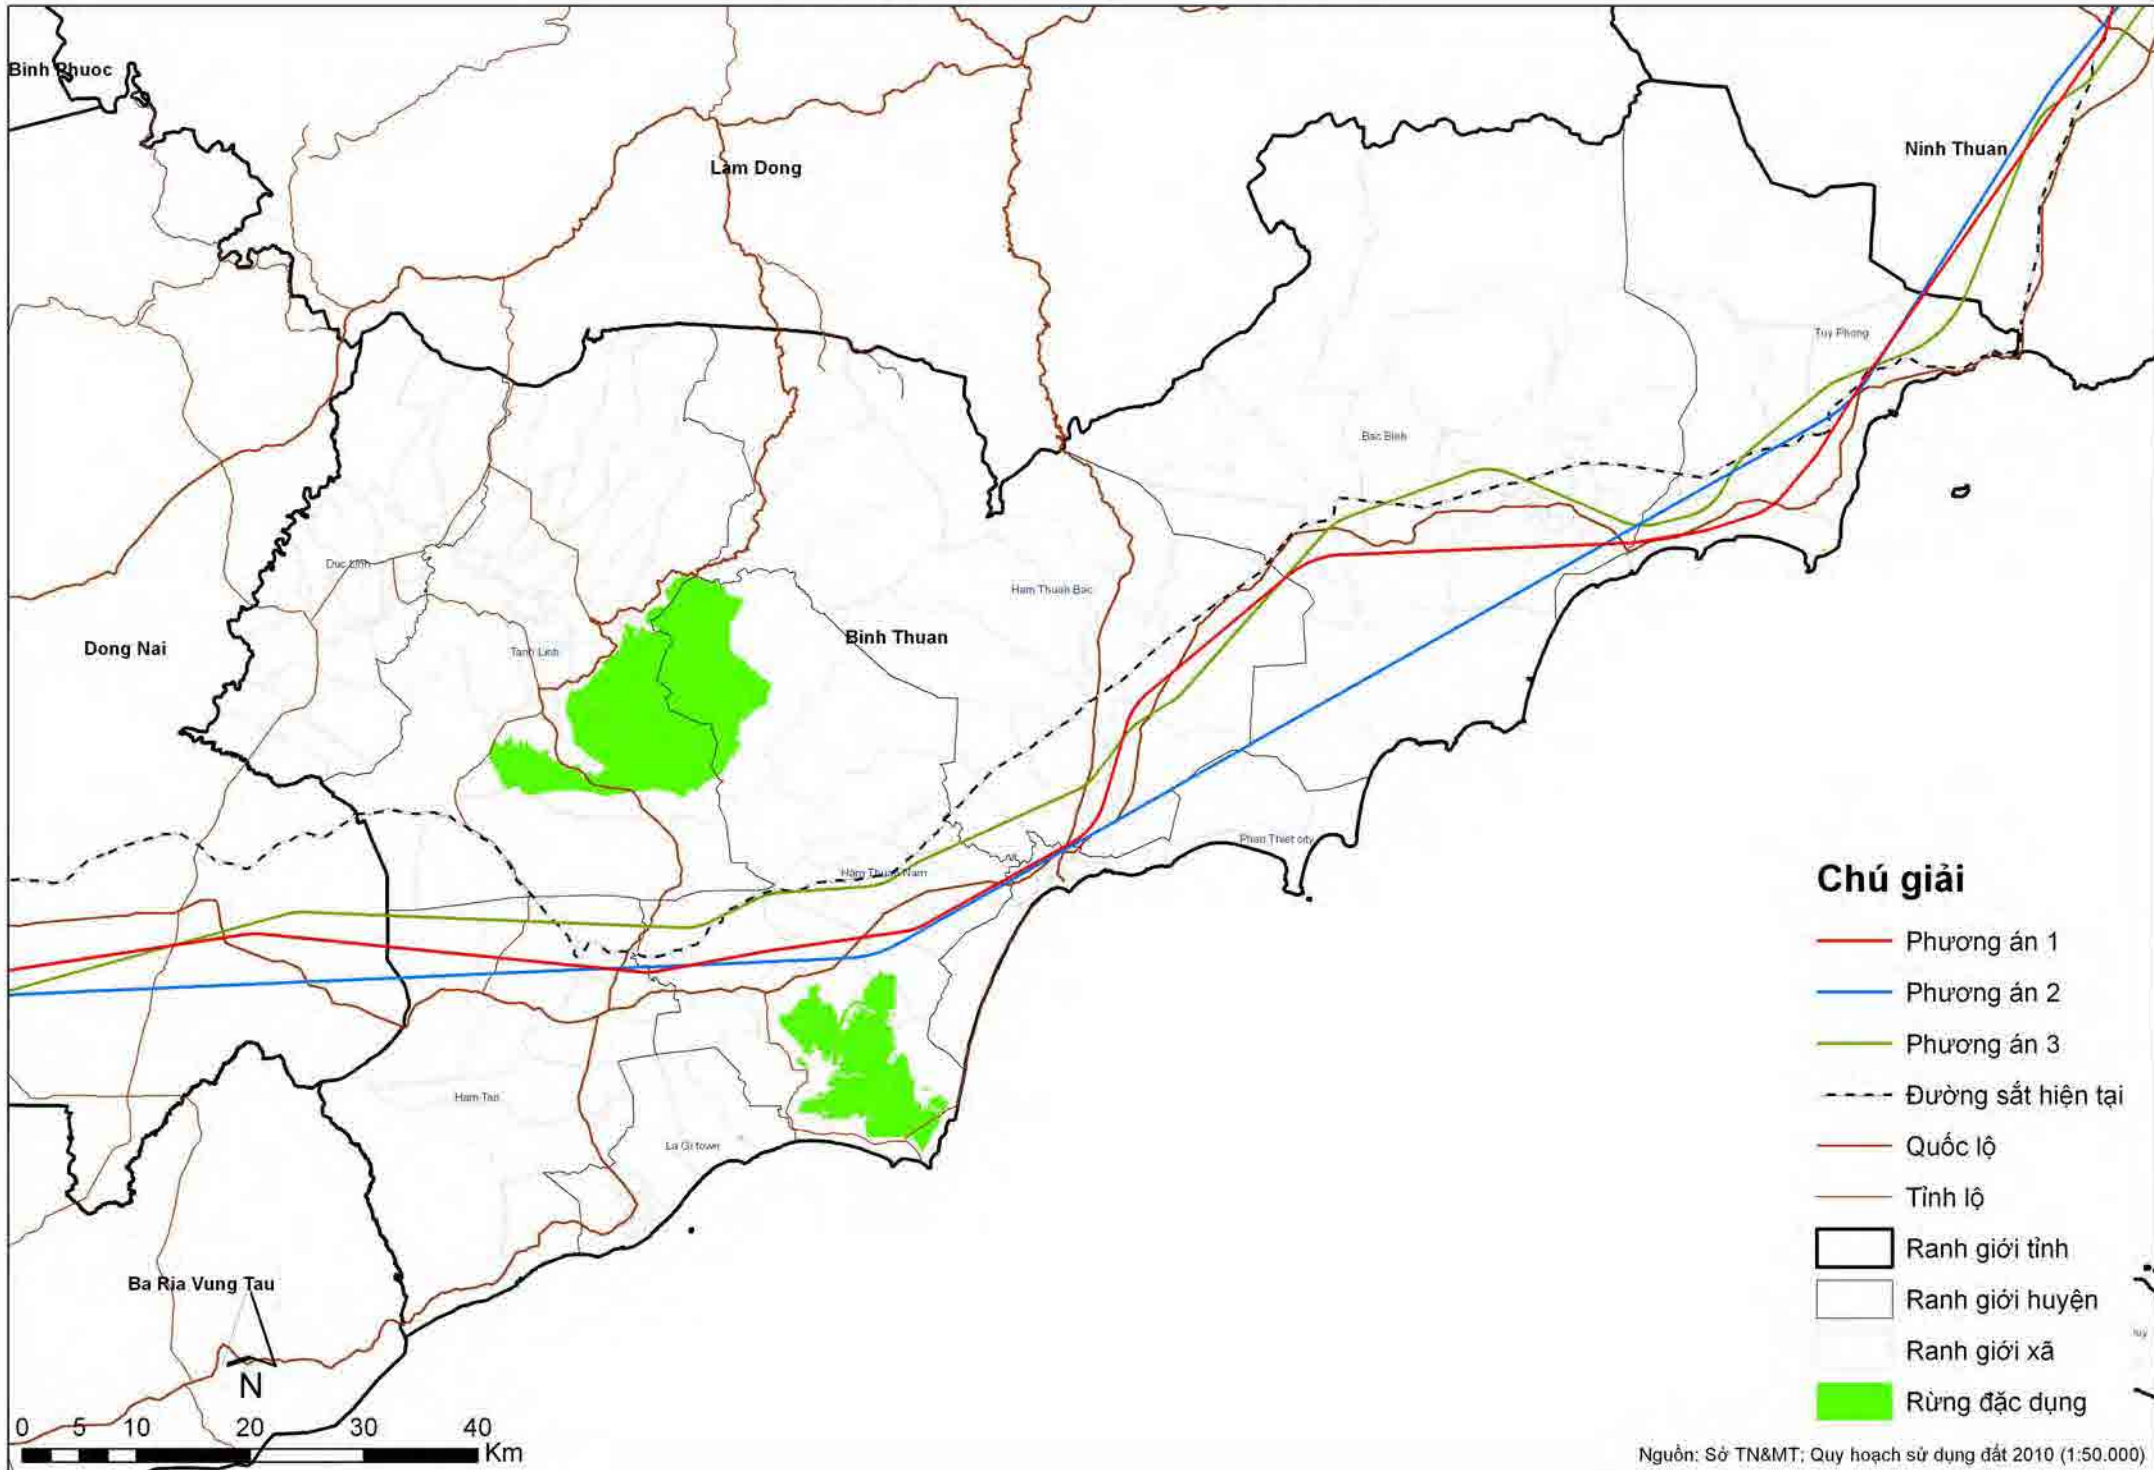 Binh Phuoc
Lam Dong
Ninh Thuan
Tuy Phong
Bac Binh
Duc Linh
Ham Thuan Bac
Dong Nai
Tanh Linh
Binh Thuan
Phan Thiet city
Ham Thuan Nam
Ham Tan
La Gi town
Ba Ria Vung Tau
N
0 5 10 20 30 40
Km
Chú giải
Phương án 1
Phương án 2
Phương án 3
Đường sắt hiện tại
Quốc lộ
Tỉnh lộ
Ranh giới tỉnh
Ranh giới huyện
Ranh giới xã
Rừng đặc dụng
Nguồn: Sở TN&MT; Quy hoạch sử dụng đất 2010 (1:50.000)